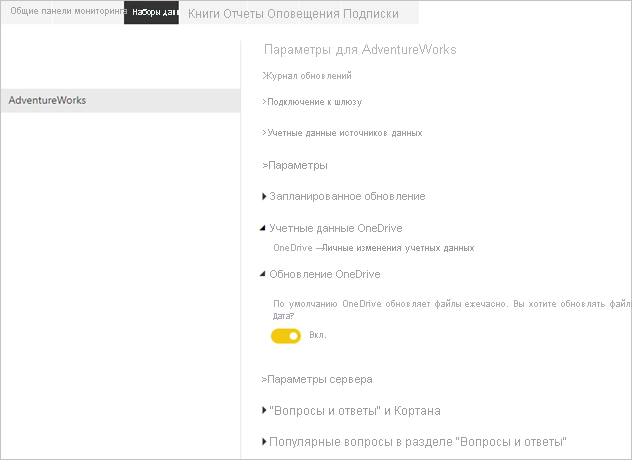 Общие панели мониторинга Наборы дан Книги Отчеты Оповещения Подписки
Параметры для AdventureWorks
Журнал обновлений
AdventureWorks
>Подключение к шлюзу
>Учетные данные источников данных
>Параметры
Запланированное обновление
Учетные данные OneDrive
OneDrive —Личные изменения учетных данных
Обновление OneDrive
По умолчанию OneDrive обновляет файлы ежечасно. Вы хотите обновлять файл
Дата?
Вкл.
>Параметры сервера
"Вопросы и ответы" и Кортана
Популярные вопросы в разделе "Вопросы и ответы"